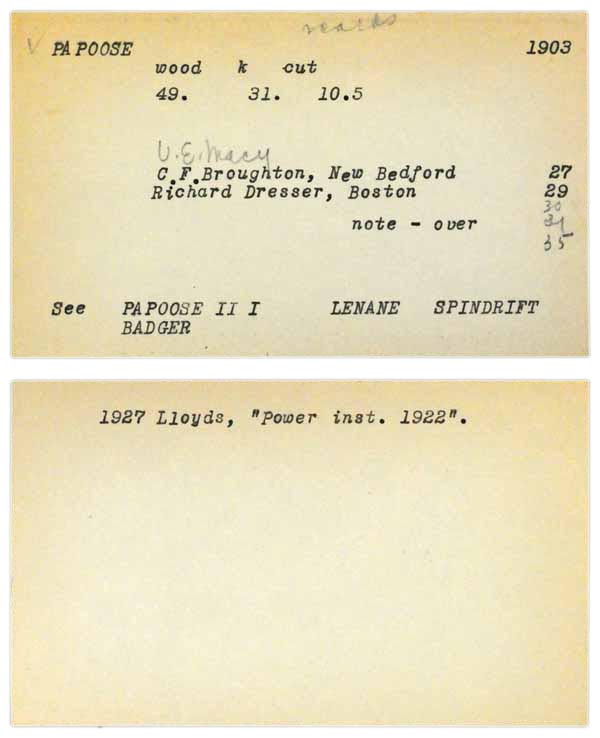 √ PAPOOSE 1903
wood k cut
49. 31. 10.5
V.E. Macy
C.F.Broughton, New Bedford 27
Richard Dresser, Boston 29
30
note - over 31
35
See PAPOOSE II I LENANE SPINDRIFT
BADGER
1927 Lloyds, "Power inst. 1922".